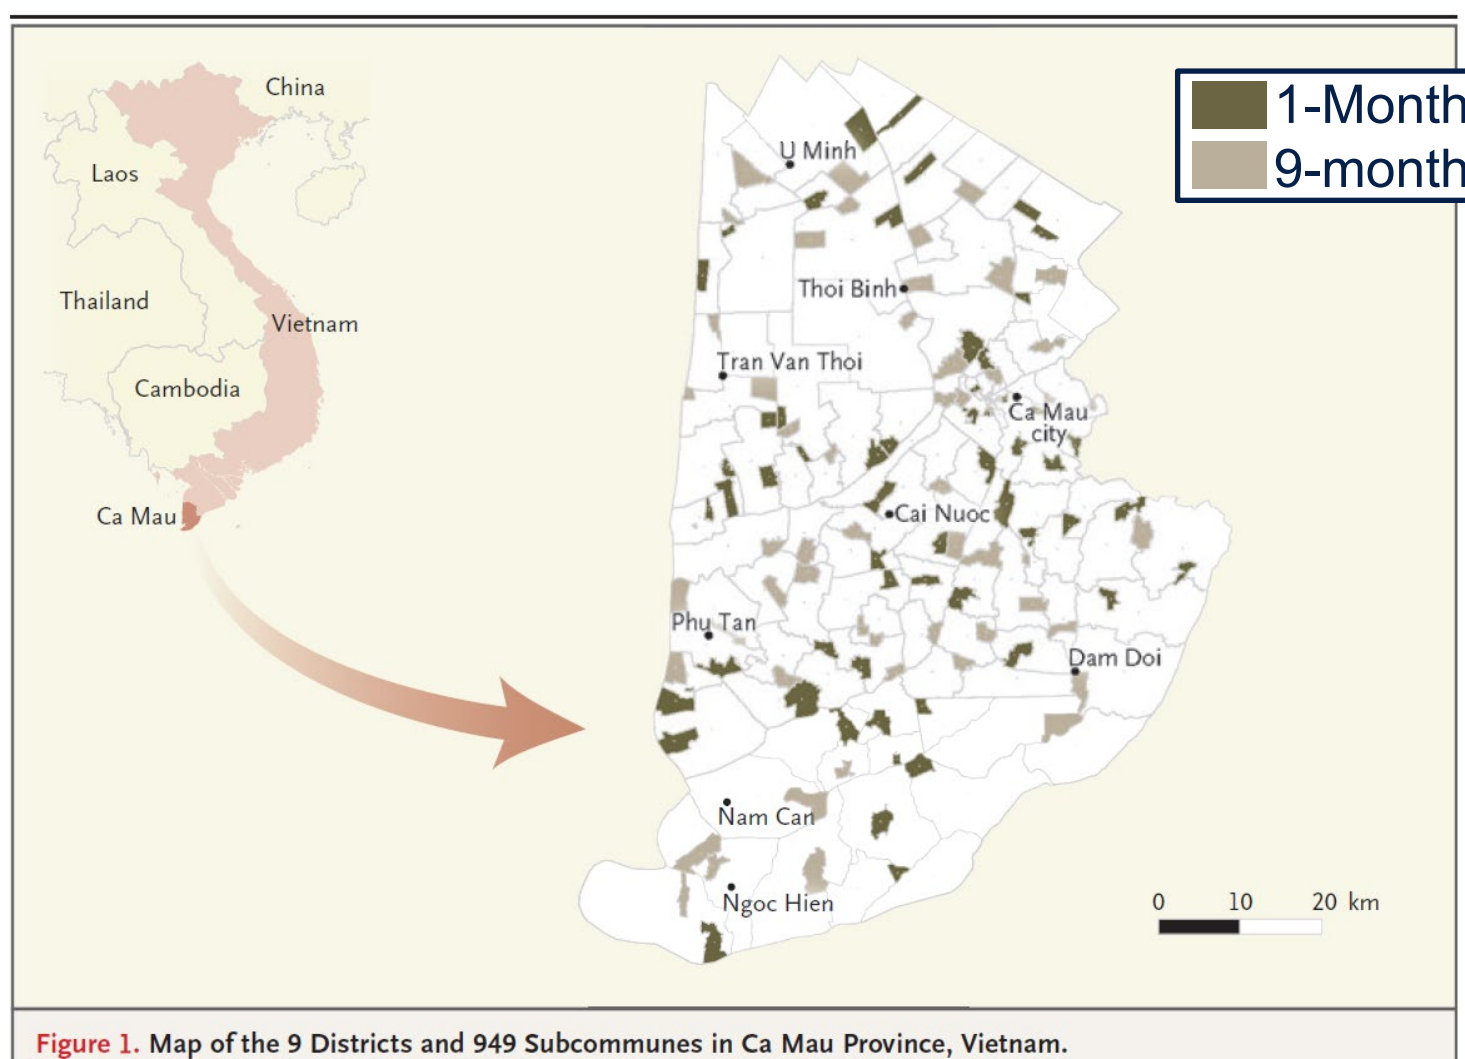 China
Laos
Thailand
Vietnam
Cambodia
Ca Mau
1-Month
9-month
U Minh
Thoi Binh
Tran Van Thoi
Ca Mau
city
Cai Nuoc
Phu Tan
Dam Doi
Nam Can
Ngoc Hien
0 10 20 km
Figure 1. Map of the 9 Districts and 949 Subcommunes in Ca Mau Province, Vietnam.